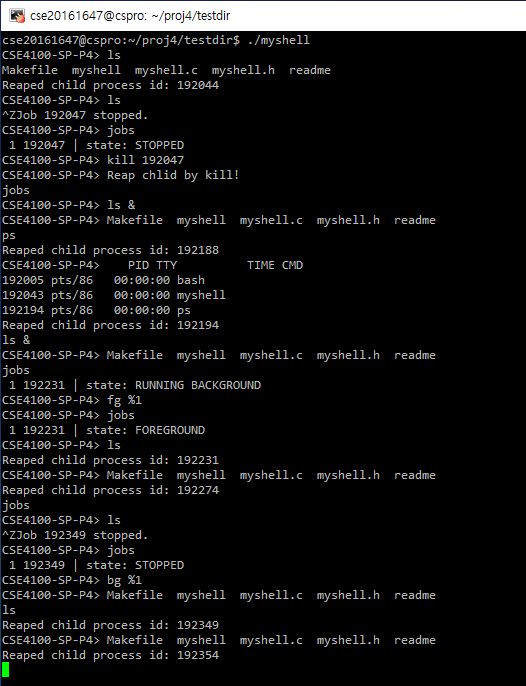 cse20161647@cspro: ~/proj4/testdir
cse20161647@cspro:~/proj4/testdir$ ./myshell
CSE4100-SP-P4> ls
Makefile  myshell  myshell.c  myshell.h  readme
Reaped child process id: 192044
CSE4100-SP-P4> ls
^ZJob 192047 stopped.
CSE4100-SP-P4> jobs
 1 192047 | state: STOPPED
CSE4100-SP-P4> kill 192047
CSE4100-SP-P4> Reap chlid by kill!
jobs
CSE4100-SP-P4> ls &
CSE4100-SP-P4> Makefile  myshell  myshell.c  myshell.h  readme
ps
Reaped child process id: 192188
CSE4100-SP-P4>    PID TTY          TIME CMD
192005 pts/86   00:00:00 bash
192043 pts/86   00:00:00 myshell
192194 pts/86   00:00:00 ps
Reaped child process id: 192194
ls &
CSE4100-SP-P4> Makefile  myshell  myshell.c  myshell.h  readme
jobs
 1 192231 | state: RUNNING BACKGROUND
CSE4100-SP-P4> fg %1
CSE4100-SP-P4> jobs
 1 192231 | state: FOREGROUND
CSE4100-SP-P4> ls
Reaped child process id: 192231
CSE4100-SP-P4> Makefile  myshell  myshell.c  myshell.h  readme
Reaped child process id: 192274
jobs
CSE4100-SP-P4> ls
^ZJob 192349 stopped.
CSE4100-SP-P4> jobs
 1 192349 | state: STOPPED
CSE4100-SP-P4> bg %1
CSE4100-SP-P4> Makefile  myshell  myshell.c  myshell.h  readme
ls
Reaped child process id: 192349
CSE4100-SP-P4> Makefile  myshell  myshell.c  myshell.h  readme
Reaped child process id: 192354